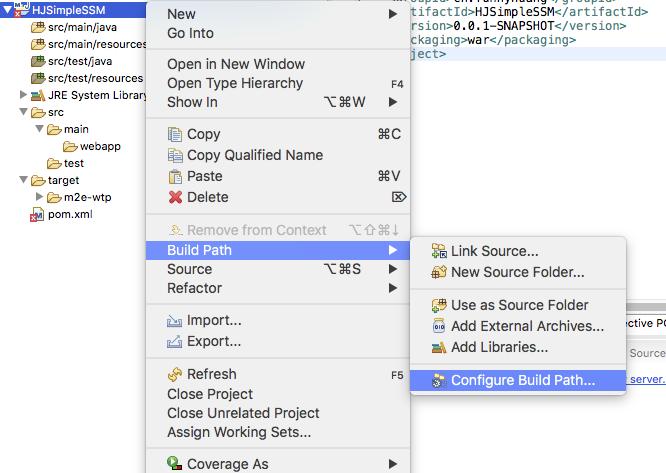 HJSimpleSSM
src/main/java
src/main/resources
src/test/java
src/test/resources
JRE System Library
src
main
webapp
test
target
m2e-wtp
pom.xml
artifactId>HJSimpleSSM</artifactId>
ersion>0.0.1-SNAPSHOT</version>
ackaging>war</packaging>
ject>
New
Go Into
Open in New Window
Open Type Hierarchy F4
Show In ⌥⌘W
Copy ⌘C
Copy Qualified Name
Paste ⌘V
Delete ⌦
Remove from Context ⌥⇧⌘↓
Build Path
Source ⌥⌘S
Refactor
Import...
Export...
Refresh F5
Close Project
Close Unrelated Project
Assign Working Sets...
Coverage As
Link Source...
New Source Folder...
Use as Source Folder
Add External Archives...
Add Libraries...
Configure Build Path...
ective PO
Source
server.